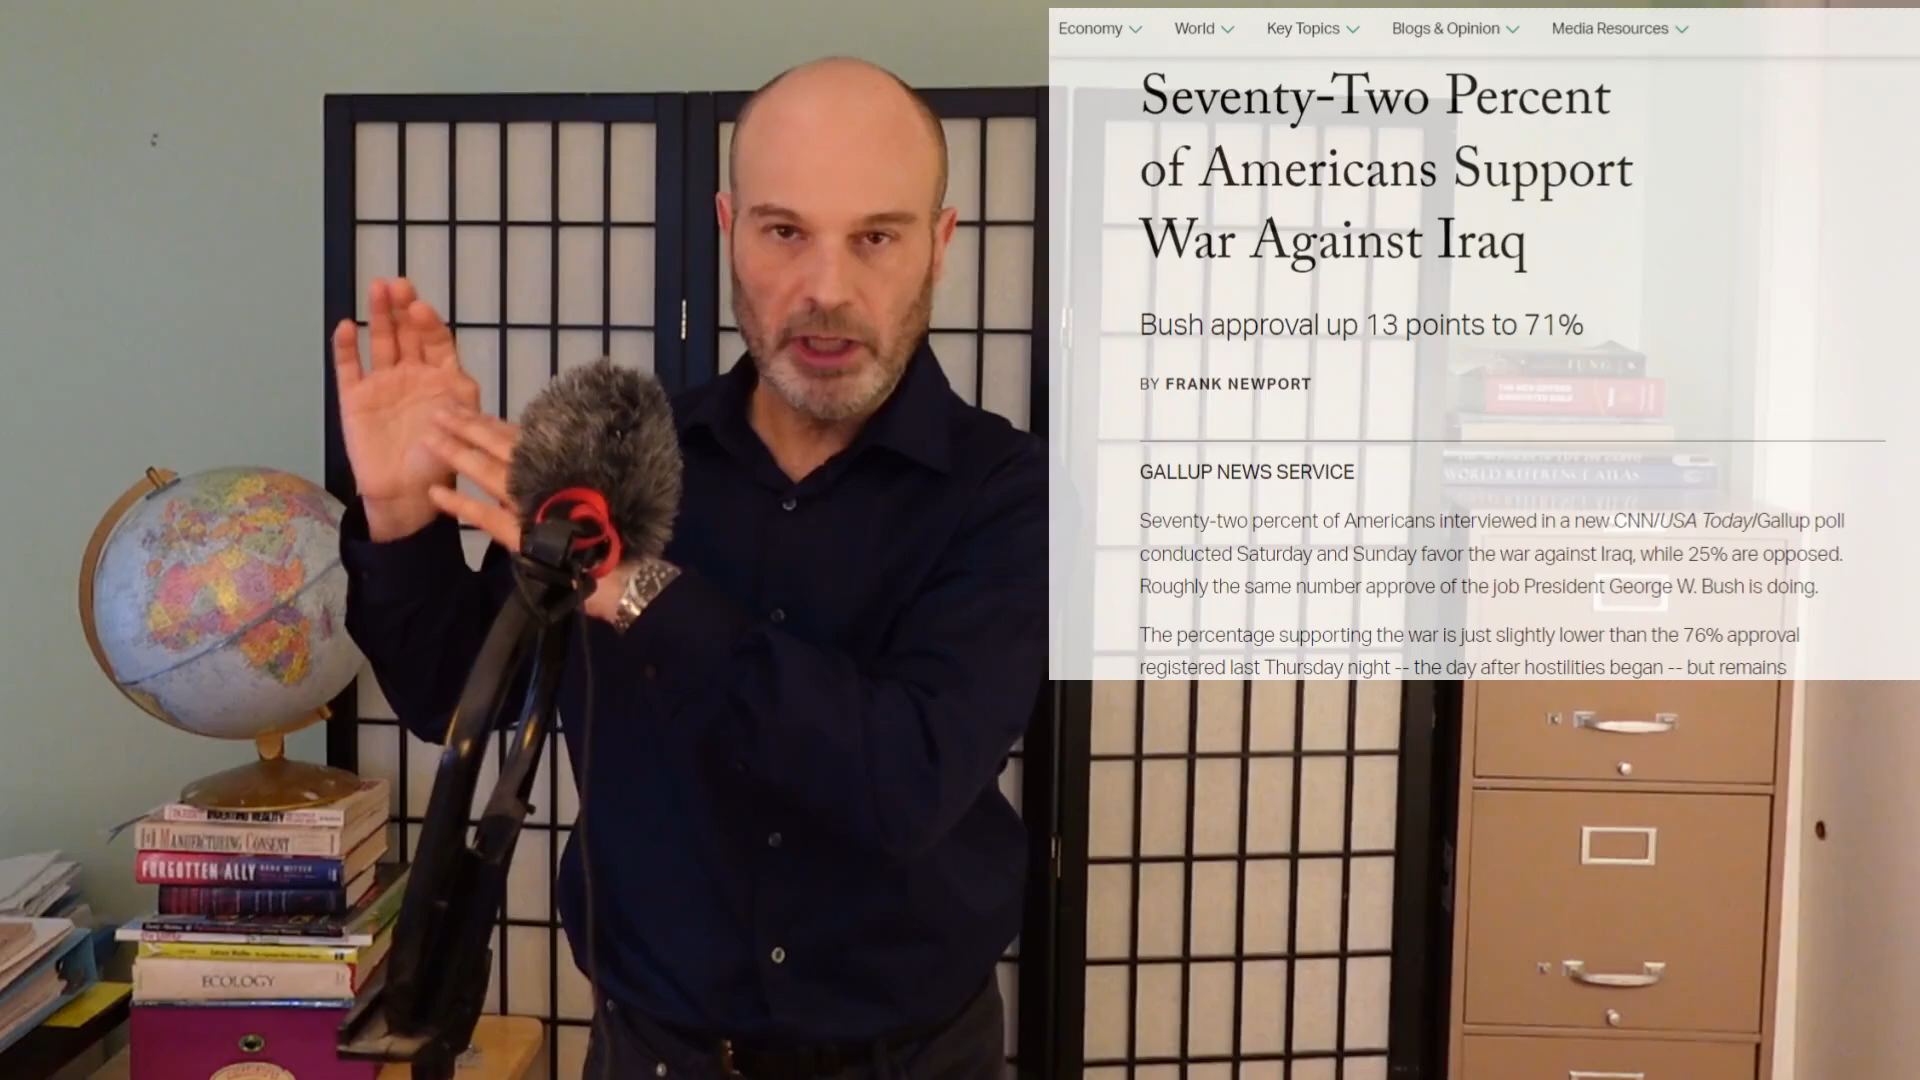 Economy World Key Topics Blogs & Opinion Media Resources
Seventy-Two Percent
of Americans Support
War Against Iraq
Bush approval up 13 points to 71%
BY FRANK NEWPORT
GALLUP NEWS SERVICE
Seventy-two percent of Americans interviewed in a new CNN/USA Today/Gallup poll
conducted Saturday and Sunday favor the war against Iraq, while 25% are opposed.
Roughly the same number approve of the job President George W. Bush is doing.
The percentage supporting the war is just slightly lower than the 76% approval
registered last Thursday night -- the day after hostilities began -- but remains
JUNG
WORLD REFERENCE ATLAS
INVENTING REALITY
MANUFACTURING CONSENT
FORGOTTEN ALLY RANA MITTER
ECOLOGY